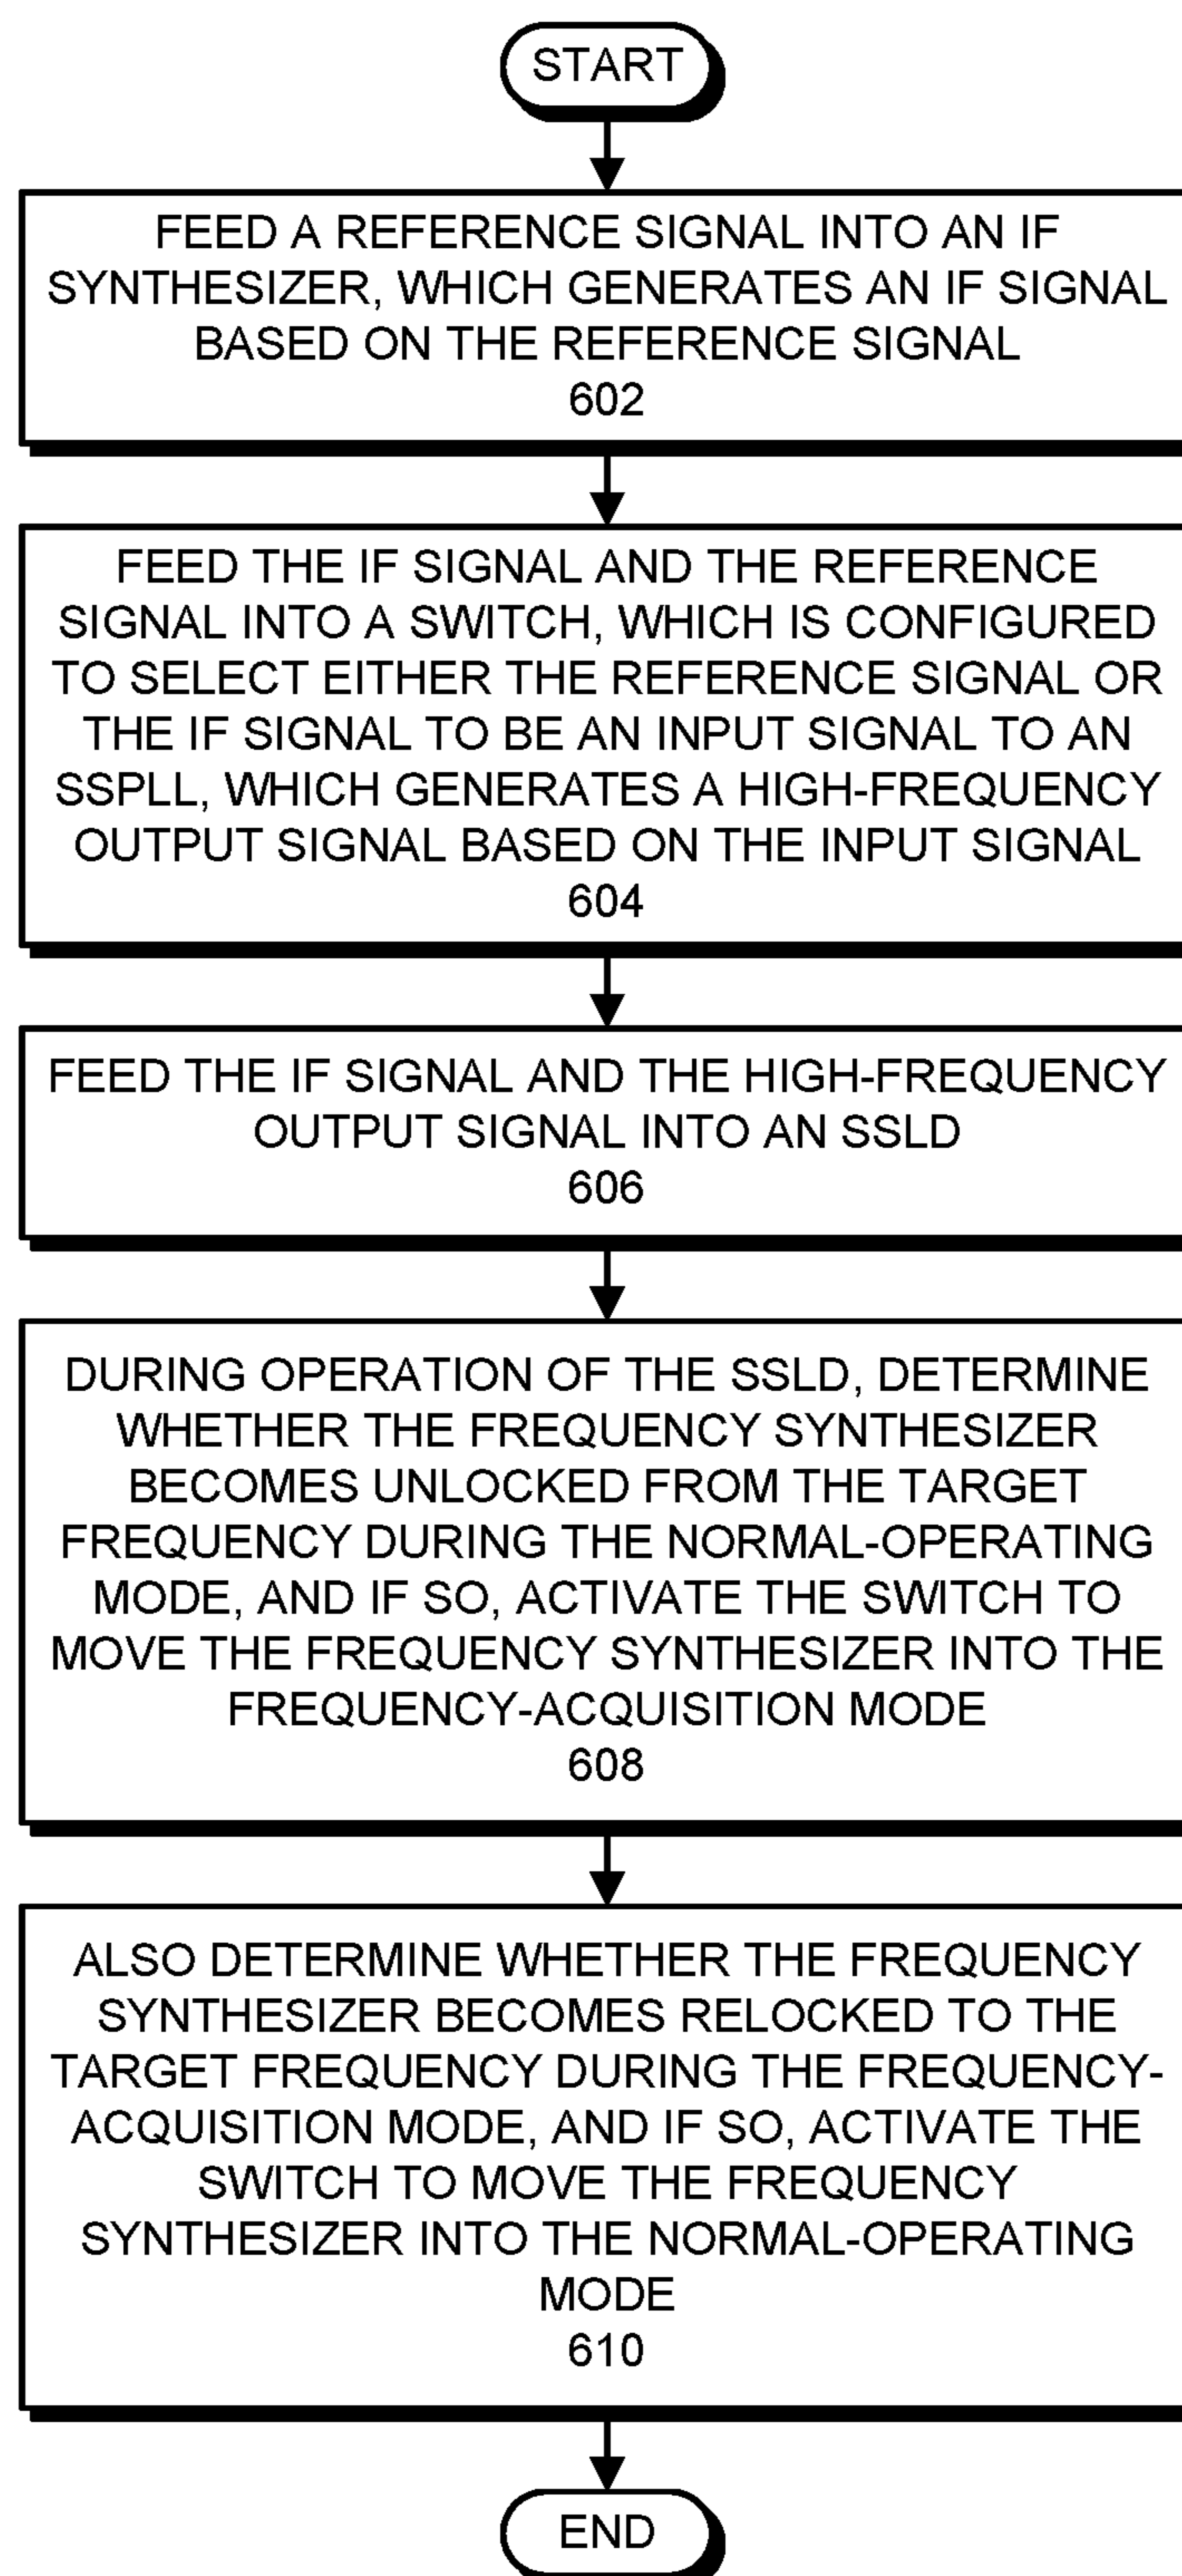 START
FEED A REFERENCE SIGNAL INTO AN IF
SYNTHESIZER, WHICH GENERATES AN IF SIGNAL
BASED ON THE REFERENCE SIGNAL
602
FEED THE IF SIGNAL AND THE REFERENCE
SIGNAL INTO A SWITCH, WHICH IS CONFIGURED
TO SELECT EITHER THE REFERENCE SIGNAL OR
THE IF SIGNAL TO BE AN INPUT SIGNAL TO AN
SSPLL, WHICH GENERATES A HIGH-FREQUENCY
OUTPUT SIGNAL BASED ON THE INPUT SIGNAL
604
FEED THE IF SIGNAL AND THE HIGH-FREQUENCY
OUTPUT SIGNAL INTO AN SSLD
606
DURING OPERATION OF THE SSLD, DETERMINE
WHETHER THE FREQUENCY SYNTHESIZER
BECOMES UNLOCKED FROM THE TARGET
FREQUENCY DURING THE NORMAL-OPERATING
MODE, AND IF SO, ACTIVATE THE SWITCH TO
MOVE THE FREQUENCY SYNTHESIZER INTO THE
FREQUENCY-ACQUISITION MODE
608
ALSO DETERMINE WHETHER THE FREQUENCY
SYNTHESIZER BECOMES RELOCKED TO THE
TARGET FREQUENCY DURING THE FREQUENCY-
ACQUISITION MODE, AND IF SO, ACTIVATE THE
SWITCH TO MOVE THE FREQUENCY
SYNTHESIZER INTO THE NORMAL-OPERATING
MODE
610
END